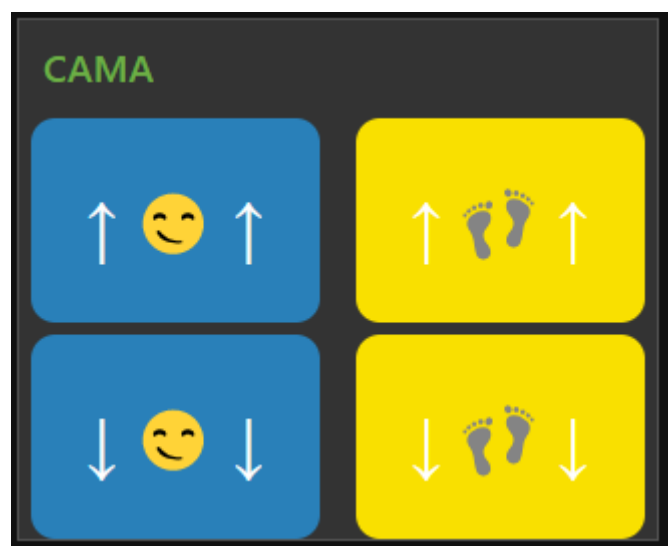 CAMA
↑ 😊 ↑
↑ 👣 ↑
↓ 😊 ↓
↓ 👣 ↓